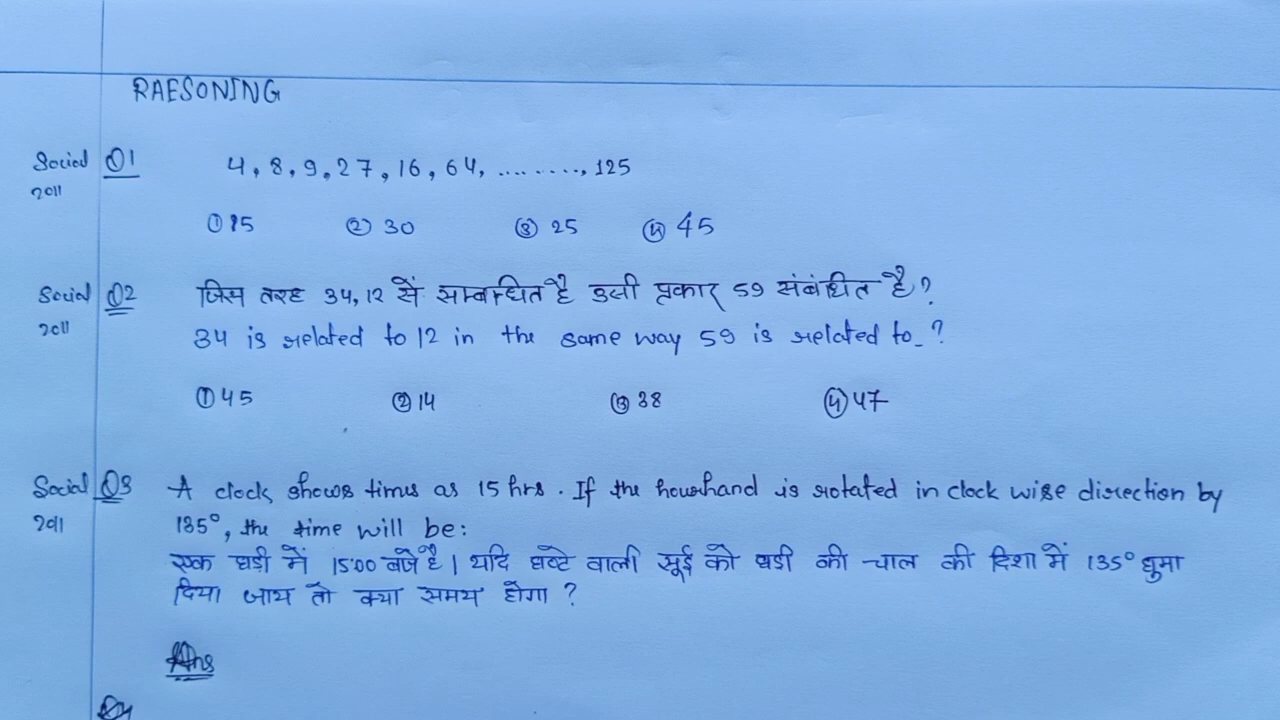 RAESONING
Social Q1 4, 8, 9, 27, 16, 64, ........., 125
2011
① 15 ② 30 ③ 25 ④ 45
Social Q2 जिस तरह 34, 12 सें सम्बन्धित है उसी प्रकार 59 संबंधित है?
2011 34 is related to 12 in the same way 59 is related to_?
① 45 ② 14 ③ 38 ④ 47
Social Q3 A clock shows times as 15 hrs. If the hourhand is rotated in clock wise direction by
2011 135°, the time will be:
एक घडी में 15:00 बजे है। यदि घण्टे वाली सूई को घडी की चाल की दिशा में 135° घुमा
दिया जाय तो क्या समय होगा?
Ans